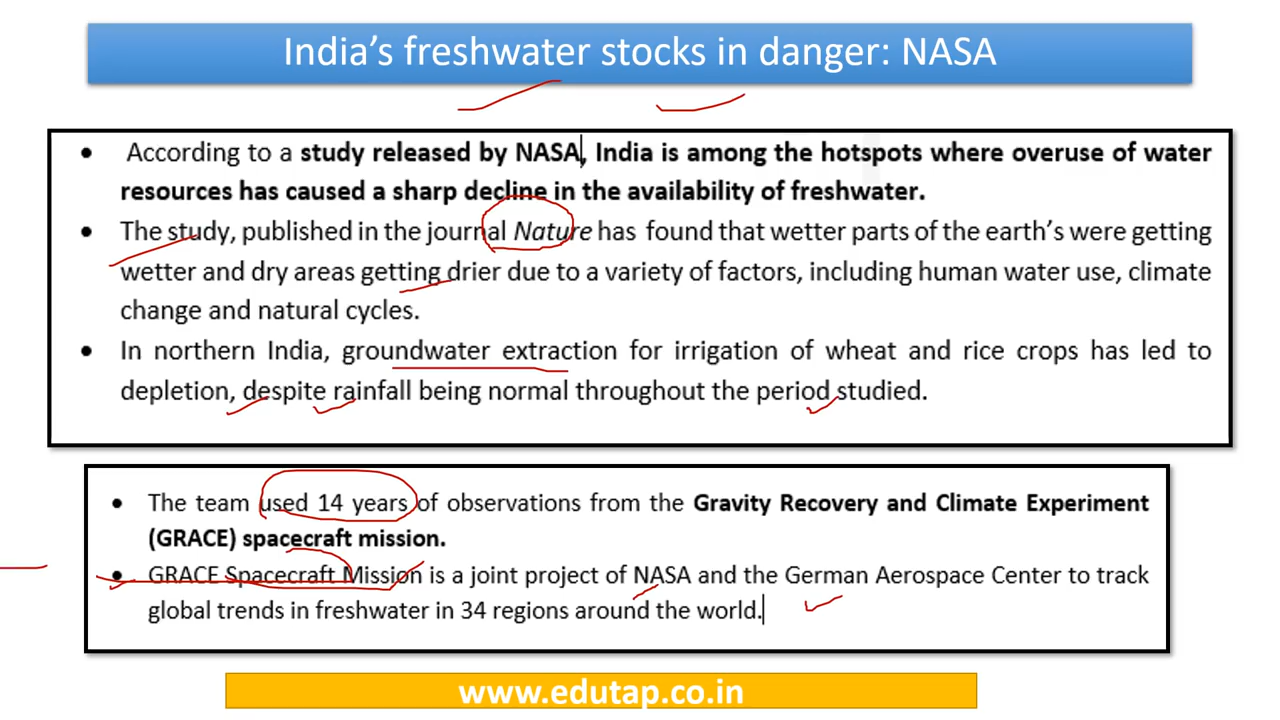 India's freshwater stocks in danger: NASA
• According to a study released by NASA, India is among the hotspots where overuse of water
resources has caused a sharp decline in the availability of freshwater.
• The study, published in the journal Nature has found that wetter parts of the earth's were getting
wetter and dry areas getting drier due to a variety of factors, including human water use, climate
change and natural cycles.
• In northern India, groundwater extraction for irrigation of wheat and rice crops has led to
depletion, despite rainfall being normal throughout the period studied.
• The team used 14 years of observations from the Gravity Recovery and Climate Experiment
(GRACE) spacecraft mission.
• GRACE Spacecraft Mission is a joint project of NASA and the German Aerospace Center to track
global trends in freshwater in 34 regions around the world.
www.edutap.co.in